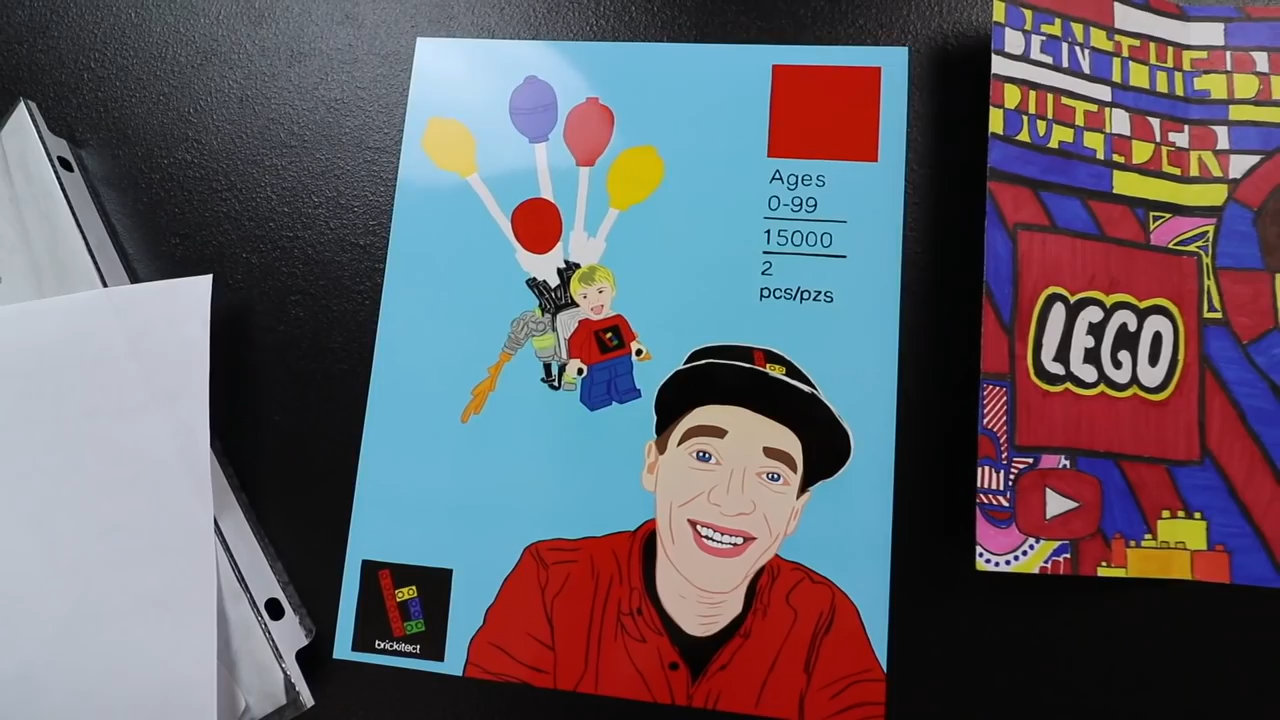 Ages
0-99
15000
2
pcs/pzs
brickitect
BEN THE B
BUILDER
LEGO